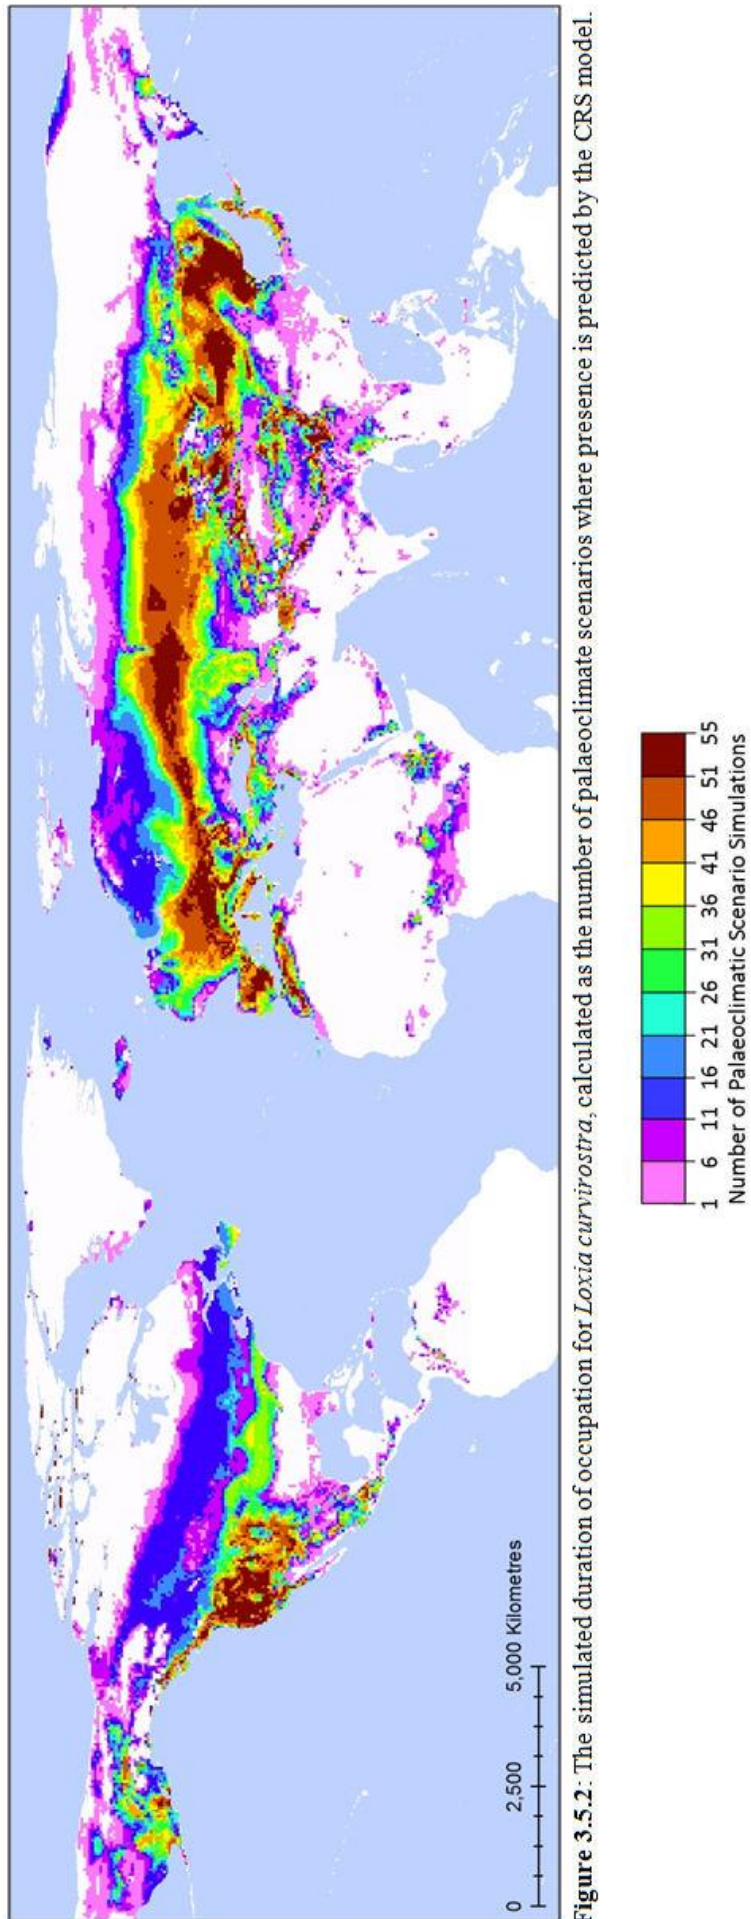 0 2,500 5,000 Kilometres
Figure 3.5.2: The simulated duration of occupation for Loxia curvirostra, calculated as the number of palaeoclimate scenarios where presence is predicted by the CRS model.
1 6 11 16 21 26 31 36 41 46 51 55
Number of Palaeoclimatic Scenario Simulations